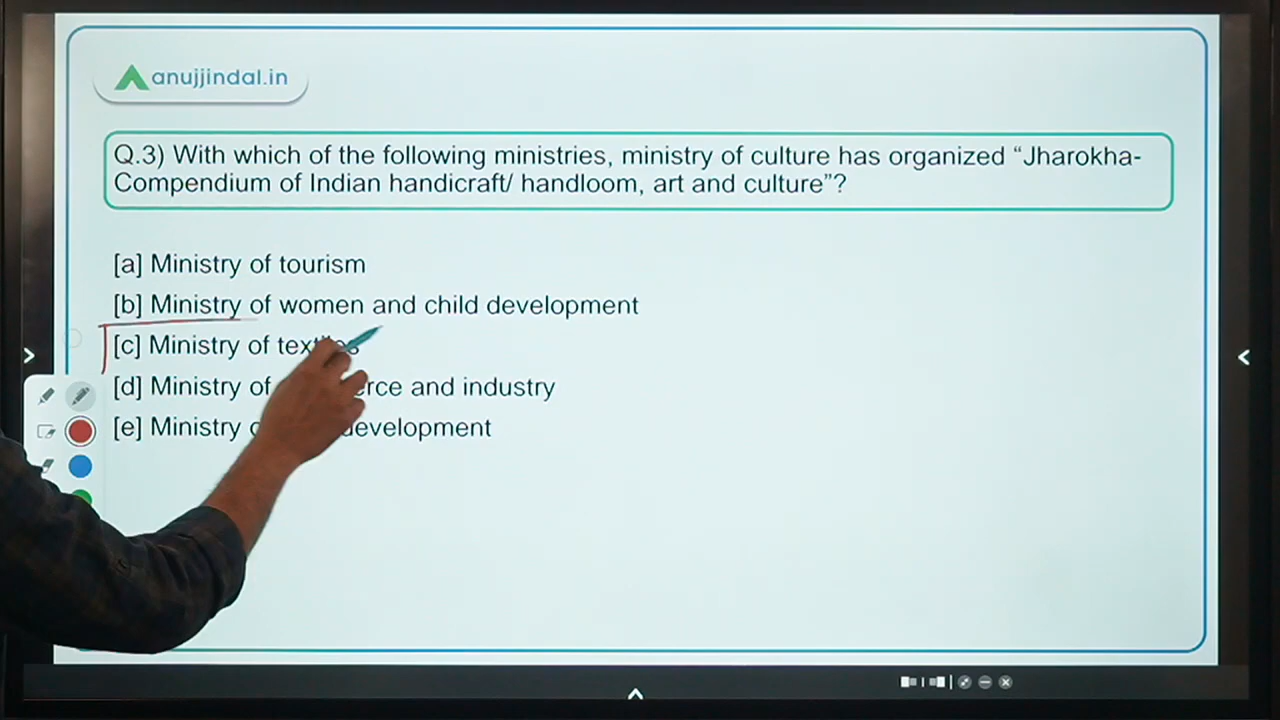 anujjindal.in
Q.3) With which of the following ministries, ministry of culture has organized “Jharokha-
Compendium of Indian handicraft/ handloom, art and culture”?
[a] Ministry of tourism
[b] Ministry of women and child development
[c] Ministry of textiles
[d] Ministry of and industry
[e] Ministry development